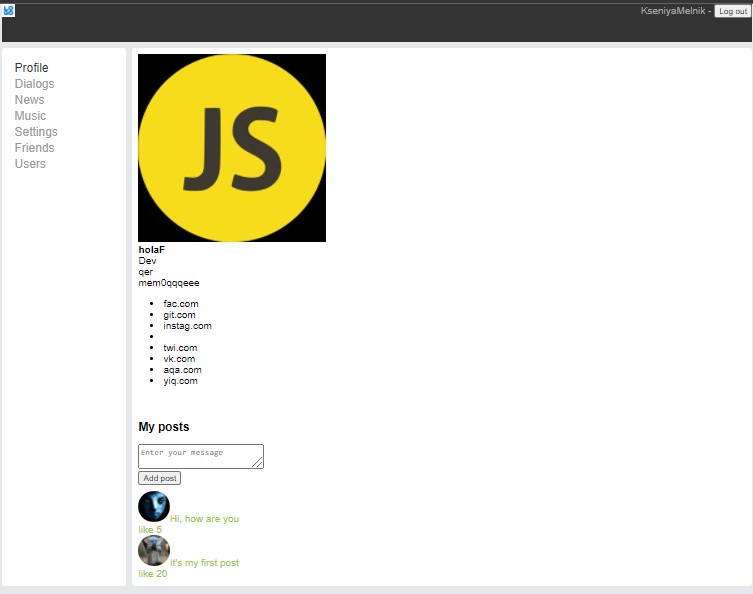 KseniyaMelnik - Log out
Profile
Dialogs
News
Music
Settings
Friends
Users
JS
holaF
Dev
qer
mem0qqqeee
fac.com
git.com
instag.com
twi.com
vk.com
aqa.com
yiq.com
My posts
Enter your message
Add post
Hi, how are you
like 5
It's my first post
like 20